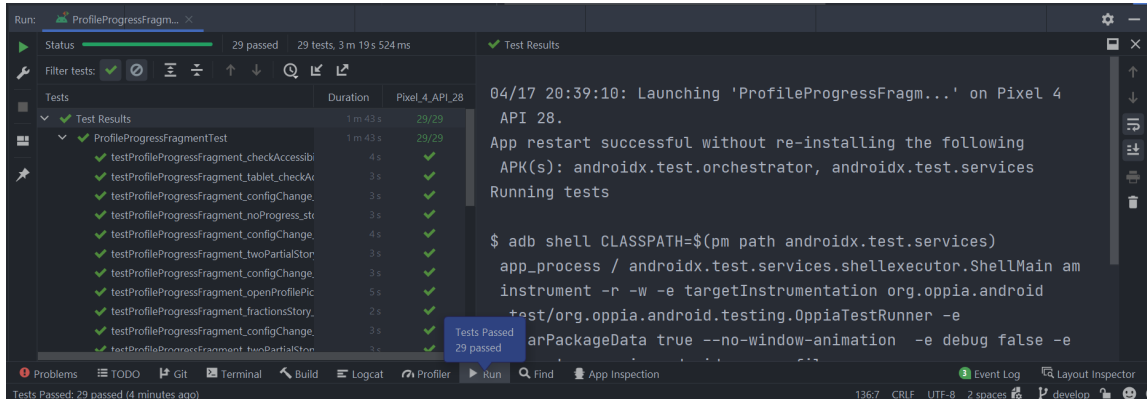 Run: ProfileProgressFragm...
Status 29 passed 29 tests, 3 m 19 s 524 ms
Test Results
Filter tests:
Tests Duration Pixel_4_API_28
Test Results 1 m 43 s 29/29
ProfileProgressFragmentTest 1 m 43 s 29/29
testProfileProgressFragment_checkAccessibi 4 s
testProfileProgressFragment_tablet_checkAc 3 s
testProfileProgressFragment_configChange_ 3 s
testProfileProgressFragment_noProgress_sto 3 s
testProfileProgressFragment_configChange_ 4 s
testProfileProgressFragment_twoPartialStor 3 s
testProfileProgressFragment_configChange_ 3 s
testProfileProgressFragment_openProfilePic 5 s
testProfileProgressFragment_fractionsStory_ 2 s
testProfileProgressFragment_configChange_ 3 s
testProfileProgressFragment_twoPartialStor 3 s
04/17 20:39:10: Launching 'ProfileProgressFragm...' on Pixel 4
API 28.
App restart successful without re-installing the following
APK(s): androidx.test.orchestrator, androidx.test.services
Running tests
$ adb shell CLASSPATH=$(pm path androidx.test.services)
app_process / androidx.test.services.shellexecutor.ShellMain am
instrument -r -w -e targetInstrumentation org.oppia.android
.test/org.oppia.android.testing.OppiaTestRunner -e
arPackageData true --no-window-animation -e debug false -e
Tests Passed
29 passed
Problems TODO Git Terminal Build Logcat Profiler Run Find App Inspection 3 Event Log Layout Inspector
Tests Passed: 29 passed (4 minutes ago) 136:7 CRLF UTF-8 2 spaces develop